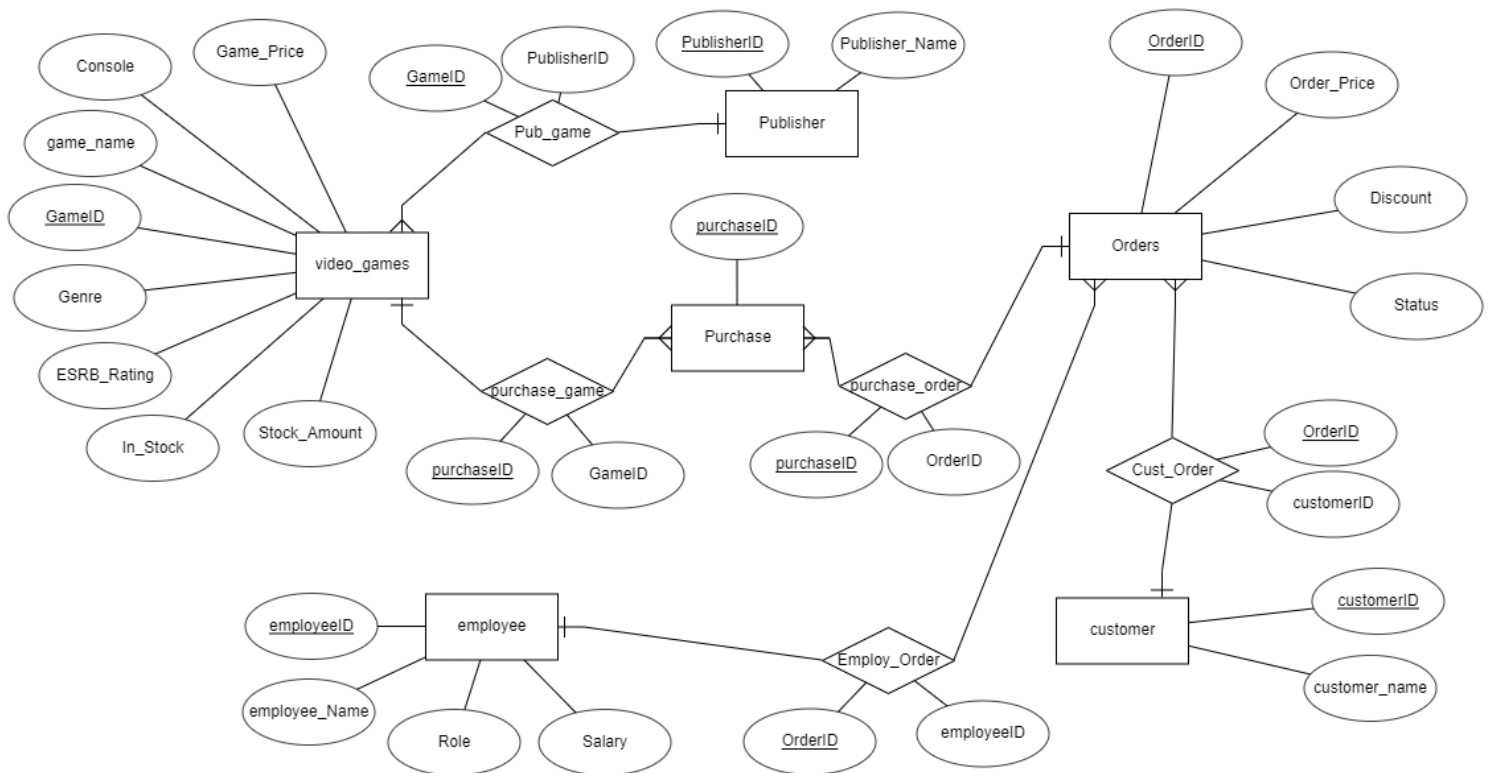 Game_Price
Console
PublisherID
GameID
PublisherID
Publisher_Name
OrderID
Order_Price
Pub_game
Publisher
game_name
GameID
Discount
purchaseID
Orders
video_games
Genre
Status
Purchase
ESRB_Rating
purchase_game
purchase_order
In_Stock
Stock_Amount
purchaseID
GameID
purchaseID
OrderID
OrderID
Cust_Order
customerID
employeeID
employee
customer
customerID
Employ_Order
employee_Name
customer_name
Role
Salary
OrderID
employeeID